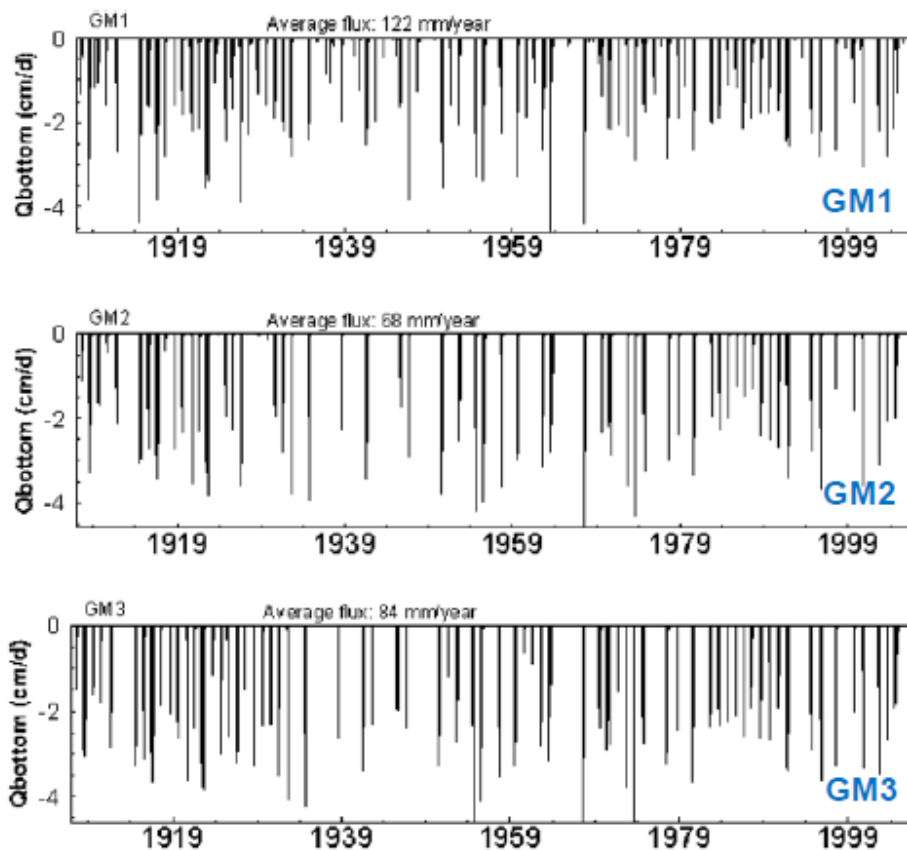 GM1 Average flux: 122 mm/year
0
-2
-4
Qbottom (cm/d)
GM1
1919 1939 1959 1979 1999
GM2 Average flux: 68 mm/year
0
-2
-4
Qbottom (cm/d)
GM2
1919 1939 1959 1979 1999
GM3 Average flux: 84 mm/year
0
-2
-4
Qbottom (cm/d)
GM3
1919 1939 1959 1979 1999